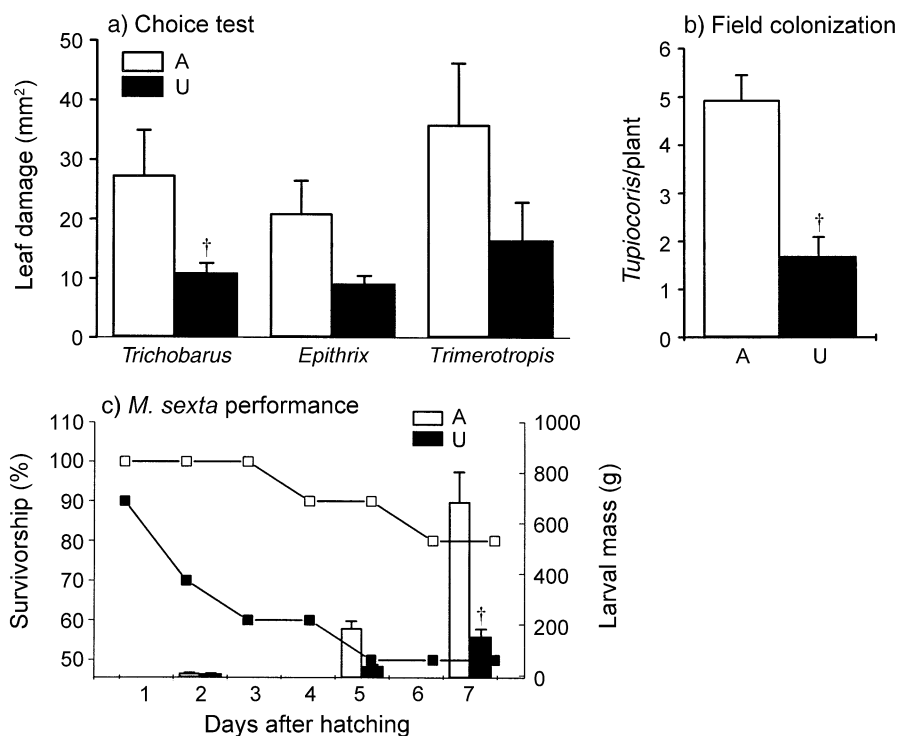 a) Choice test
50
40
30
20
10
0
Leaf damage (mm²)
A
U
†
Trichobarus
Epithrix
Trimerotropis
b) Field colonization
6
5
4
3
2
1
0
Tupiocoris/plant
†
A
U
c) M. sexta performance
110
100
90
80
70
60
50
Survivorship (%)
A
U
1000
800
600
400
200
0
Larval mass (g)
†
1 2 3 4 5 6 7
Days after hatching